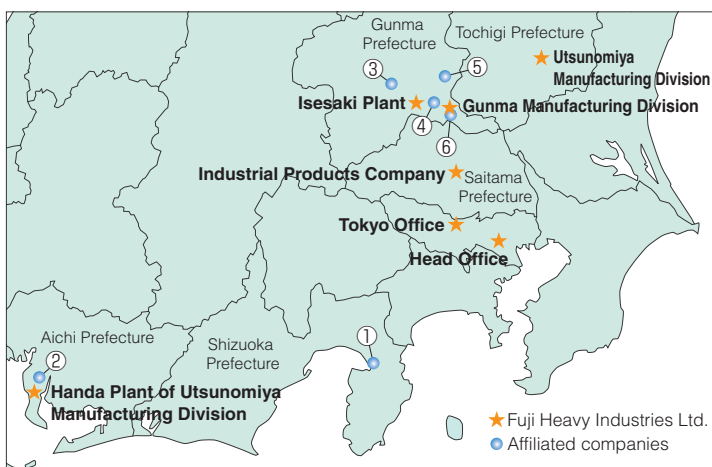 Gunma
Prefecture
Tochigi Prefecture
③
⑤
Utsunomiya
Manufacturing Division
Isesaki Plant
Gunma Manufacturing Division
④
⑥
Industrial Products Company
Saitama
Prefecture
Tokyo Office
Head Office
Aichi Prefecture
②
Shizuoka
Prefecture
①
Handa Plant of Utsunomiya
Manufacturing Division
Fuji Heavy Industries Ltd.
Affiliated companies